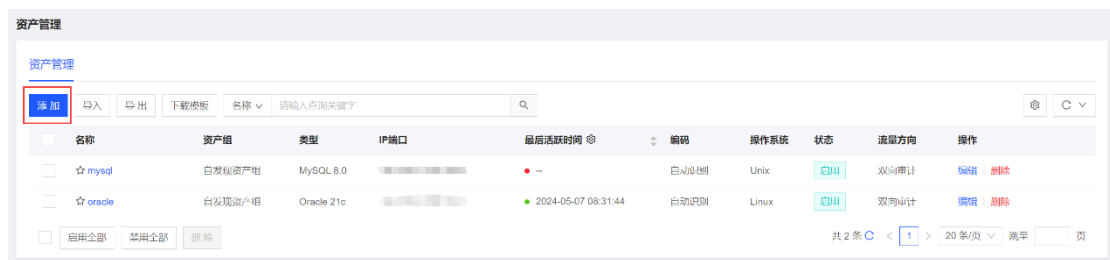 资产管理
资产管理
添加 导入 导出 下载模板 名称 请输入查询关键字
名称 资产组 类型 IP端口 最后活跃时间 编码 操作系统 状态 流量方向 操作
mysql 自发现资产组 MySQL 8.0 -- 自动识别 Unix 启用 双向审计 编辑 删除
oracle 自发现资产组 Oracle 21c 2024-05-07 08:31:44 自动识别 Linux 启用 双向审计 编辑 删除
启用全部 禁用全部 删除 共 2 条 < 1 > 20 条/页 跳至 页